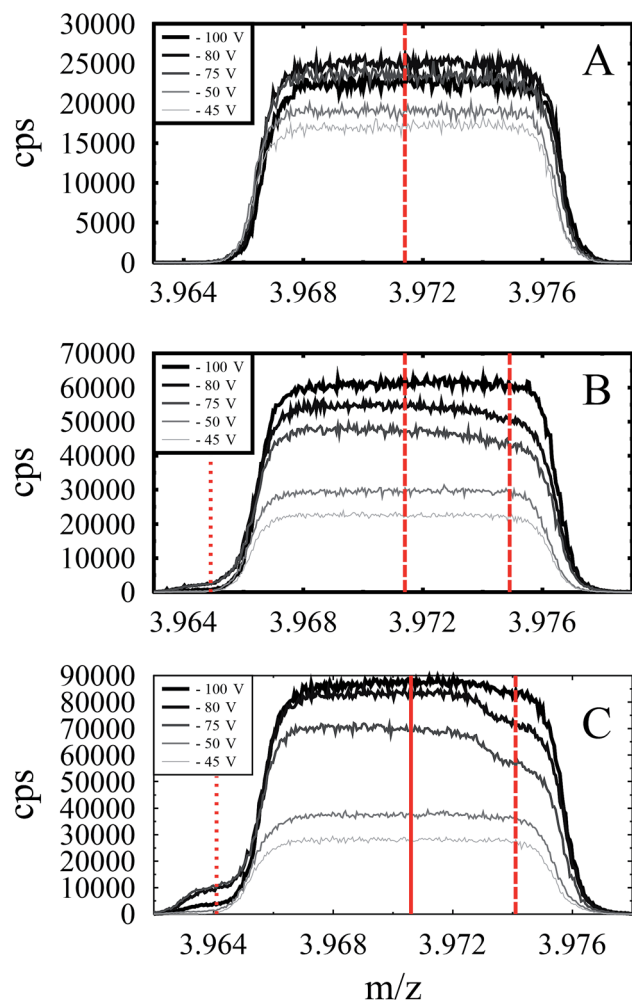 30000
25000
20000
15000
10000
5000
0
cps
- 100 V
- 80 V
- 75 V
- 50 V
- 45 V
A
3.964 3.968 3.972 3.976
70000
60000
50000
40000
30000
20000
10000
0
cps
- 100 V
- 80 V
- 75 V
- 50 V
- 45 V
B
3.964 3.968 3.972 3.976
90000
80000
70000
60000
50000
40000
30000
20000
10000
0
cps
- 100 V
- 80 V
- 75 V
- 50 V
- 45 V
C
3.964 3.968 3.972 3.976
m/z